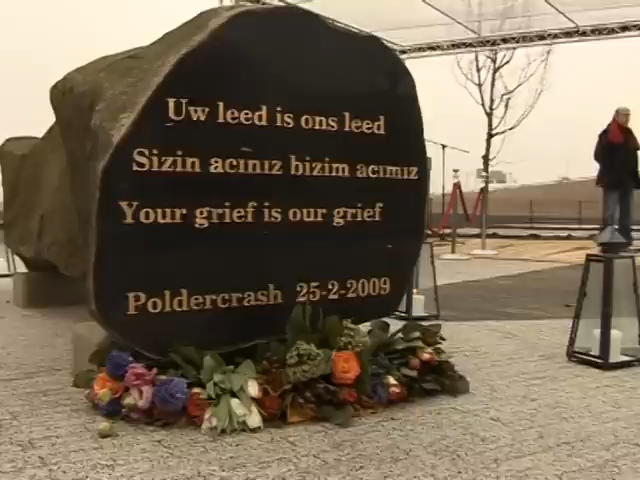 Uw leed is ons leed
Sizin acınız bizim acımız
Your grief is our grief
Poldercrash 25-2-2009